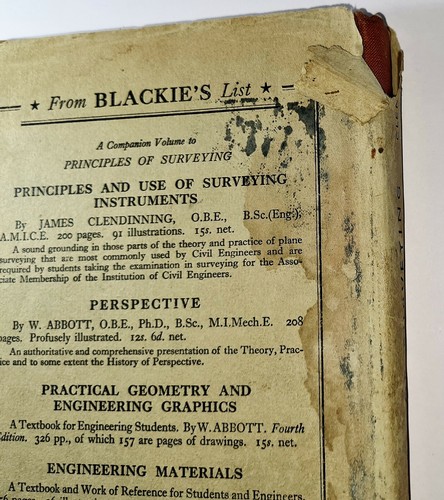 ★ From BLACKIE'S List ★
A Companion Volume to
PRINCIPLES OF SURVEYING
PRINCIPLES AND USE OF SURVEYING
INSTRUMENTS
By JAMES CLENDINNING, O.B.E., B.Sc.(Eng.),
A.M.I.C.E. 200 pages. 91 illustrations. 15s. net.
A sound grounding in those parts of the theory and practice of plane
surveying that are most commonly used by Civil Engineers and are
required by students taking the examination in surveying for the Asso-
ciate Membership of the Institution of Civil Engineers.
PERSPECTIVE
By W. ABBOTT, O.B.E., Ph.D., B.Sc., M.I.Mech.E. 208
pages. Profusely illustrated. 12s. 6d. net.
An authoritative and comprehensive presentation of the Theory, Prac-
tice and to some extent the History of Perspective.
PRACTICAL GEOMETRY AND
ENGINEERING GRAPHICS
A Textbook for Engineering Students. By W. ABBOTT. Fourth
Edition. 326 pp., of which 157 are pages of drawings. 15s. net.
ENGINEERING MATERIALS
A Textbook and Work of Reference for Students and Engineers.